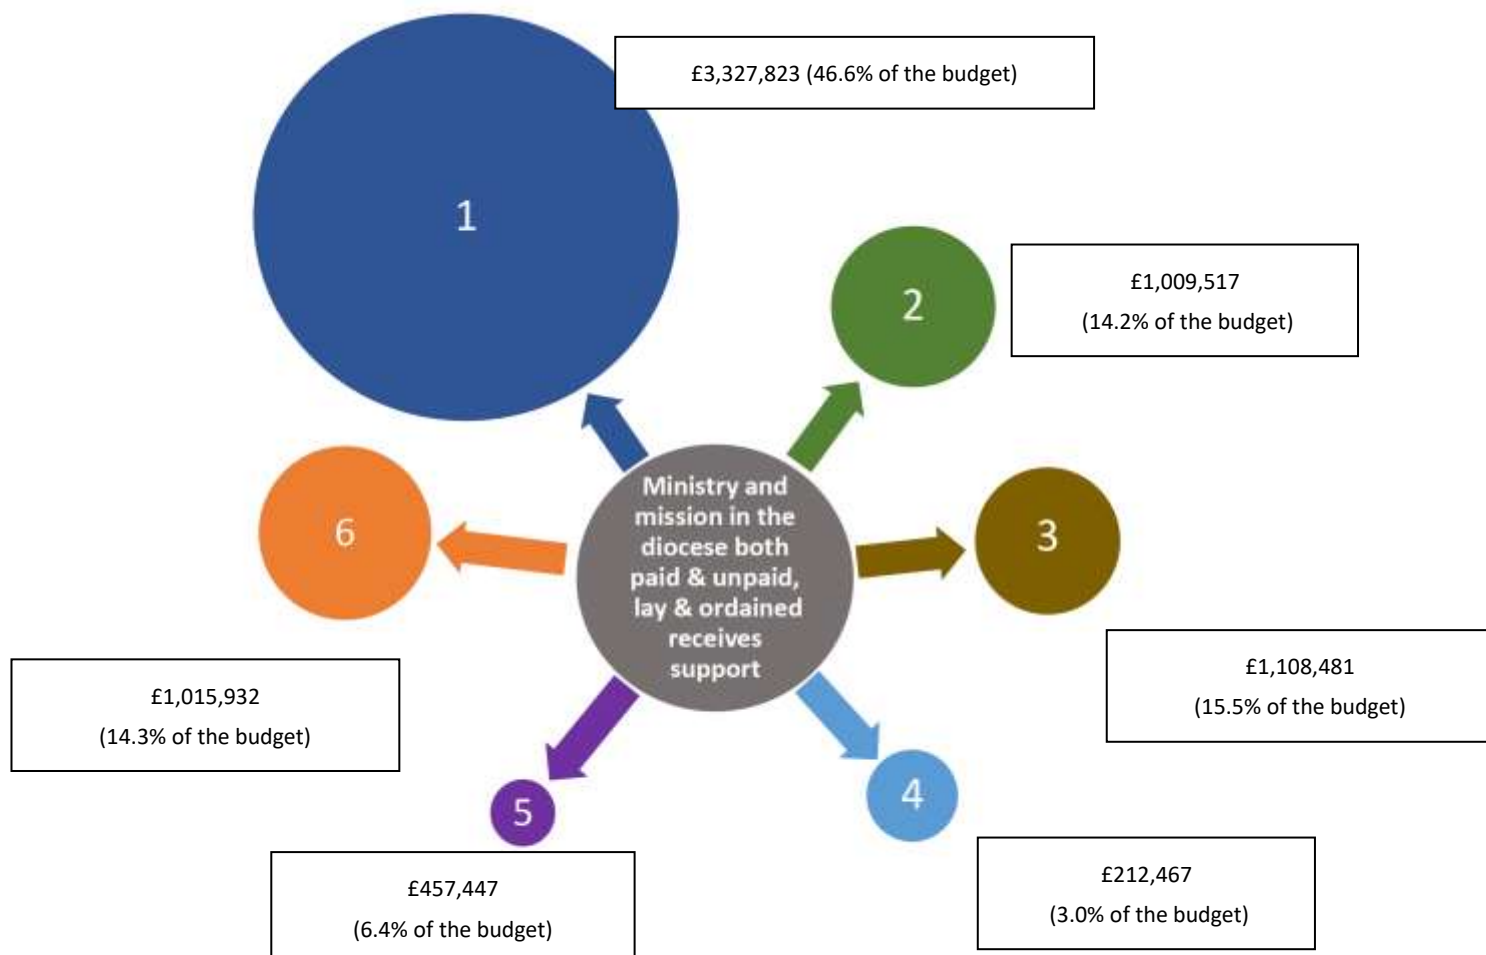 £3,327,823 (46.6% of the budget)
1
2
£1,009,517
(14.2% of the budget)
Ministry and
mission in the
diocese both
paid & unpaid,
lay & ordained
receives
support
6
3
£1,015,932
(14.3% of the budget)
£1,108,481
(15.5% of the budget)
5
4
£457,447
(6.4% of the budget)
£212,467
(3.0% of the budget)